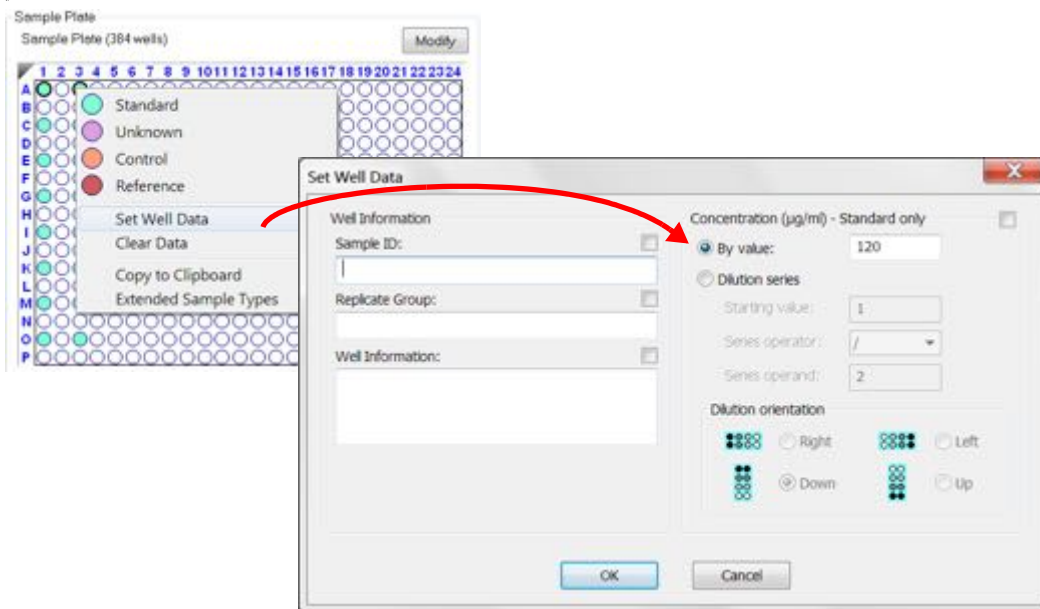 Sample Plate
Sample Plate (384 wells)
Modify
1 2 3 4 5 6 7 8 9 10 11 12 13 14 15 16 17 18 19 20 21 22 23 24
A
B
C
D
E
F
G
H
I
J
K
L
M
N
O
P
Standard
Unknown
Control
Reference
Set Well Data
Clear Data
Copy to Clipboard
Extended Sample Types
Set Well Data
Well Information
Sample ID:
Replicate Group:
Well Information:
Concentration (µg/ml) - Standard only
By value: 120
Dilution series
Starting value: 1
Series operator: /
Series operand: 2
Dilution orientation
Right Left
Down Up
OK Cancel